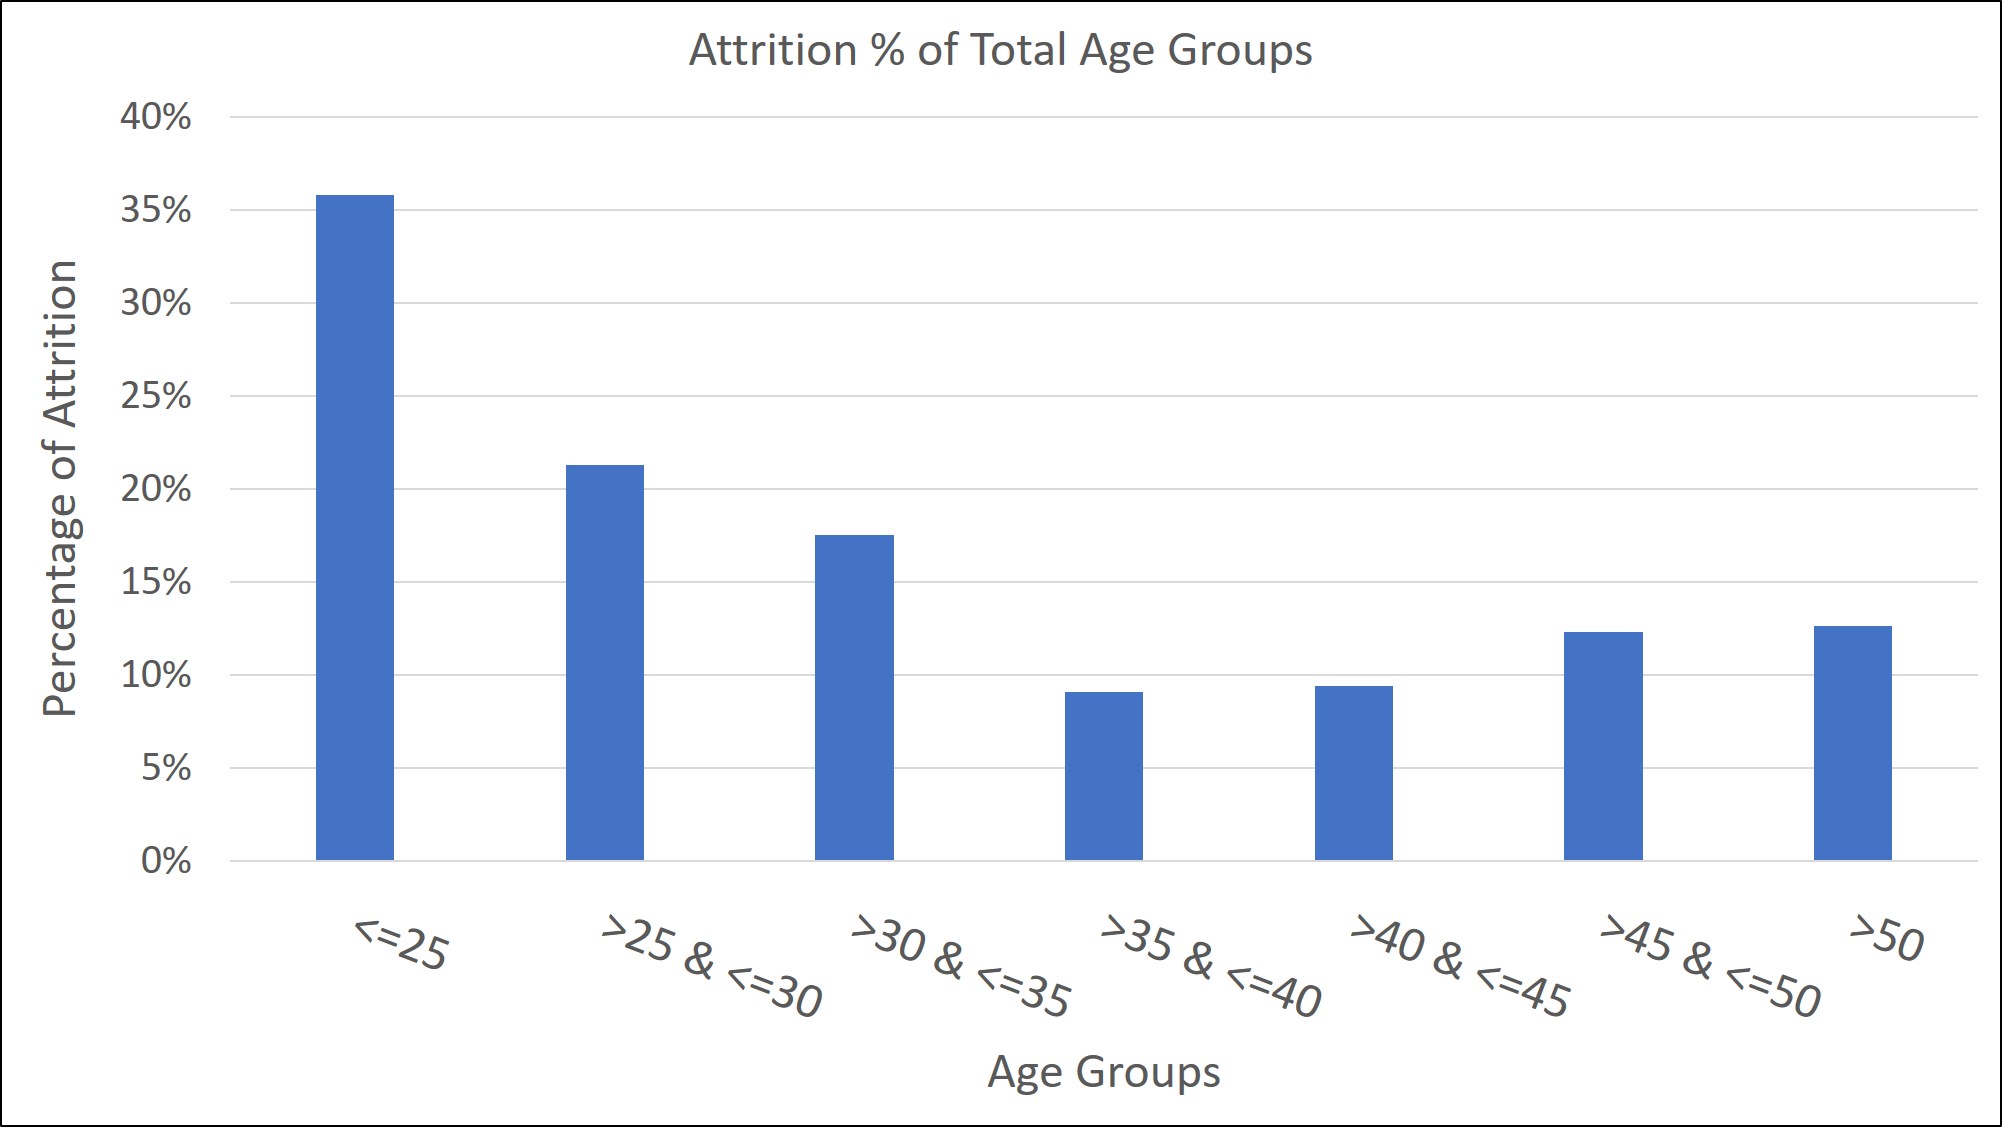 Attrition % of Total Age Groups
40%
35%
30%
25%
20%
15%
10%
5%
0%
Percentage of Attrition
<=25
>25 & <=30
>30 & <=35
>35 & <=40
>40 & <=45
>45 & <=50
>50
Age Groups